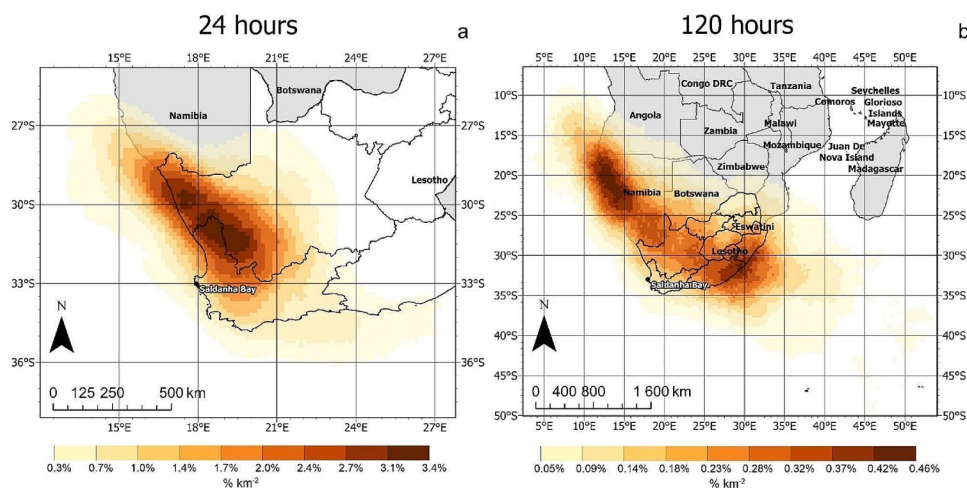 24 hours
a
15°E 18°E 21°E 24°E 27°E
Botswana
Namibia
27°S 27°S
Lesotho
30°S 30°S
33°S 33°S
Saldanha Bay
N
36°S 36°S
0 125 250 500 km
15°E 18°E 21°E 24°E 27°E
0.3% 0.7% 1.0% 1.4% 2.0% 2.4% 2.7% 3.1% 3.4%
% km-2
120 hours
b
5°E 10°E 15°E 20°E 25°E 30°E 35°E 40°E 45°E 50°E
Congo DRC
Tanzania
Seychelles
10°S 10°S
Comoros
Glorioso
Islands
Mayotte
Angola
Malawi
Zambia
15°S 15°S
Mozambique
Juan De
Nova Island
Zimbabwe
Madagascar
20°S 20°S
Namibia
Botswana
25°S 25°S
Eswatini
Lesotho
30°S 30°S
Saldanha Bay
35°S 35°S
40°S 40°S
N
45°S 45°S
0 400 800 1 600 km
50°S 50°S
5°E 10°E 15°E 20°E 25°E 30°E 35°E 40°E 45°E 50°E
0.05% 0.09% 0.14% 0.18% 0.23% 0.28% 0.32% 0.37% 0.42% 0.46%
% km-2